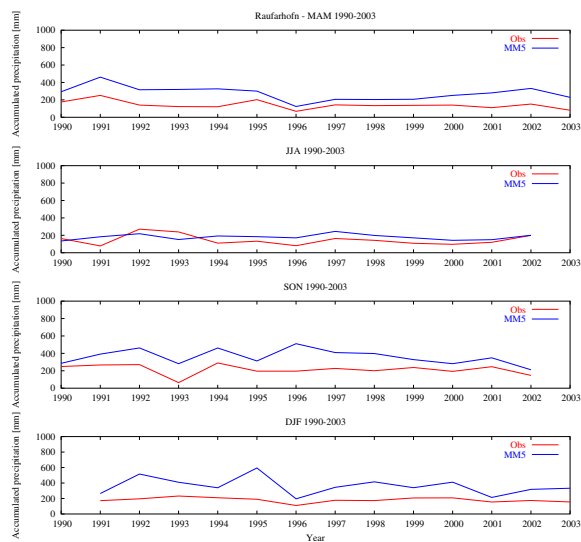 Raufarhofn - MAM 1990-2003
Accumulated precipitation [mm]
1000
800
600
400
200
0
Obs
MM5
1990 1991 1992 1993 1994 1995 1996 1997 1998 1999 2000 2001 2002 2003
JJA 1990-2003
Accumulated precipitation [mm]
1000
800
600
400
200
0
Obs
MM5
1990 1991 1992 1993 1994 1995 1996 1997 1998 1999 2000 2001 2002 2003
SON 1990-2003
Accumulated precipitation [mm]
1000
800
600
400
200
0
Obs
MM5
1990 1991 1992 1993 1994 1995 1996 1997 1998 1999 2000 2001 2002 2003
DJF 1990-2003
Accumulated precipitation [mm]
1000
800
600
400
200
0
Obs
MM5
1990 1991 1992 1993 1994 1995 1996 1997 1998 1999 2000 2001 2002 2003
Year